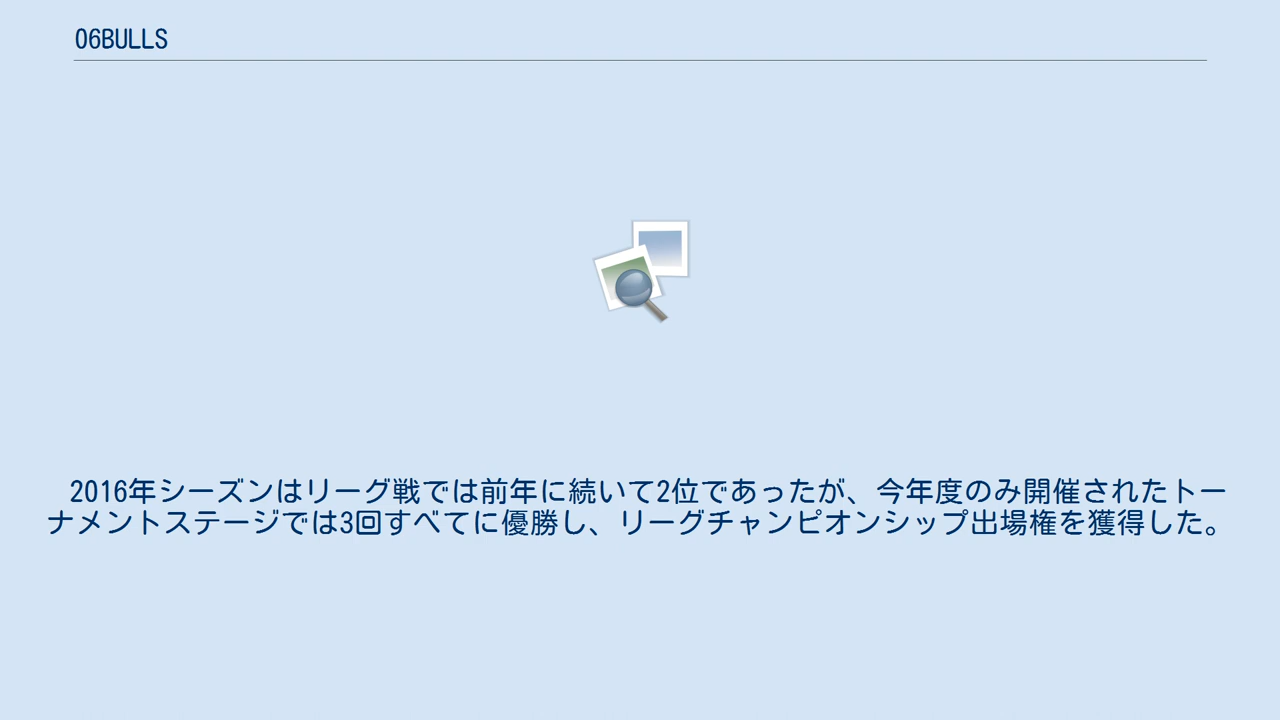 06BULLS
2016年シーズンはリーグ戦では前年に続いて2位であったが、今年度のみ開催されたトー
ナメントステージでは3回すべてに優勝し、リーグチャンピオンシップ出場権を獲得した。